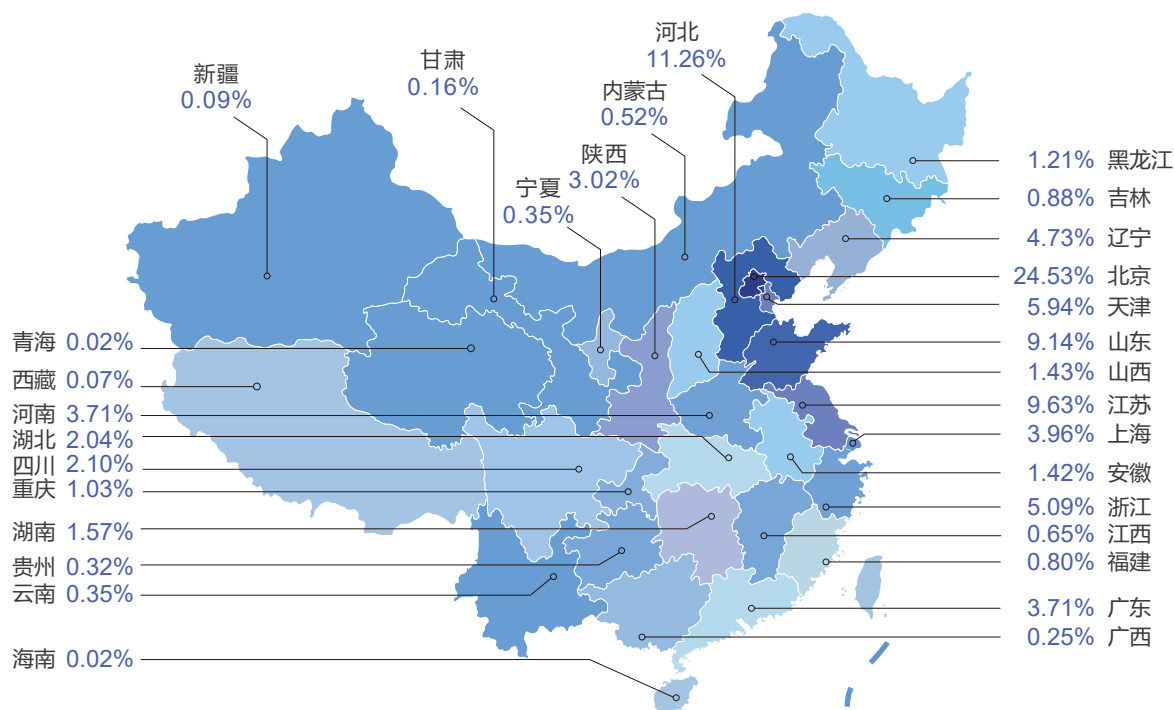 河北
11.26%
甘肃
0.16%
新疆
0.09%
内蒙古
0.52%
陕西
3.02%
宁夏
0.35%
1.21% 黑龙江
0.88% 吉林
4.73% 辽宁
24.53% 北京
5.94% 天津
9.14% 山东
1.43% 山西
9.63% 江苏
3.96% 上海
1.42% 安徽
5.09% 浙江
0.65% 江西
0.80% 福建
3.71% 广东
0.25% 广西
青海 0.02%
西藏 0.07%
河南 3.71%
湖北 2.04%
四川 2.10%
重庆 1.03%
湖南 1.57%
贵州 0.32%
云南 0.35%
海南 0.02%